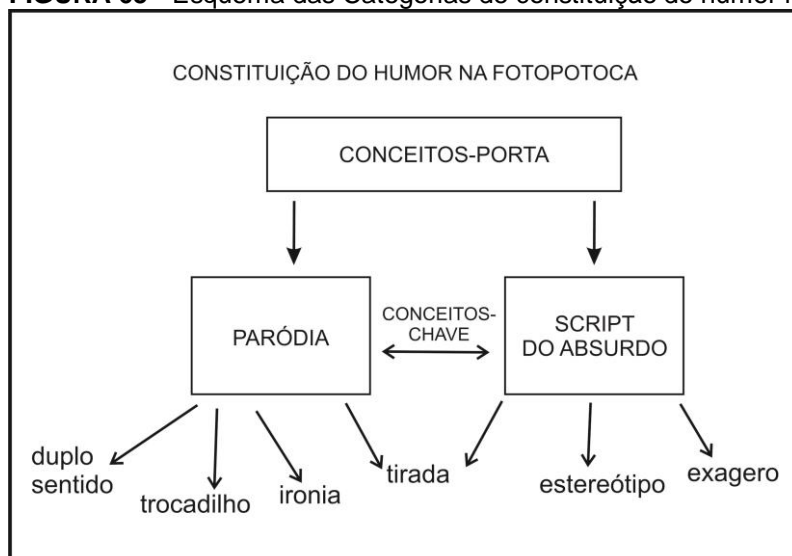 CONSTITUIÇÃO DO HUMOR NA FOTOPOTOCA
CONCEITOS-PORTA
PARÓDIA
CONCEITOS-
CHAVE
SCRIPT
DO ABSURDO
duplo
sentido
trocadilho
ironia
tirada
estereótipo
exagero